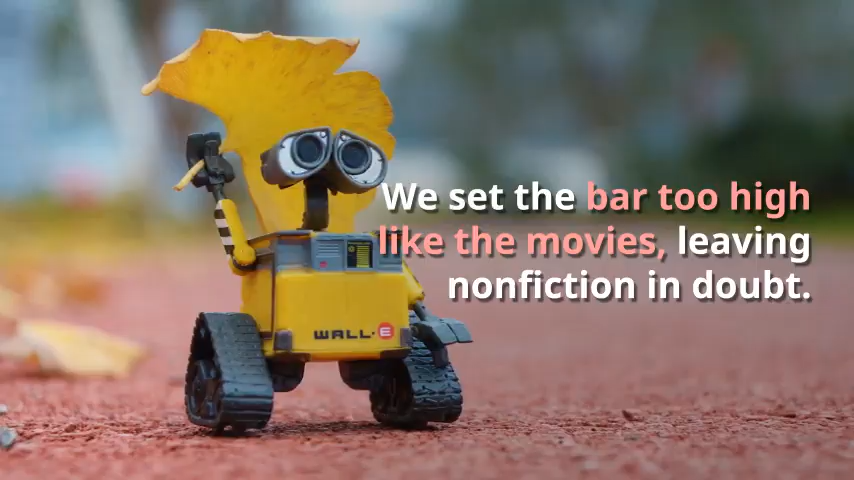 We set the bar too high
like the movies, leaving
nonfiction in doubt.
WALL·E